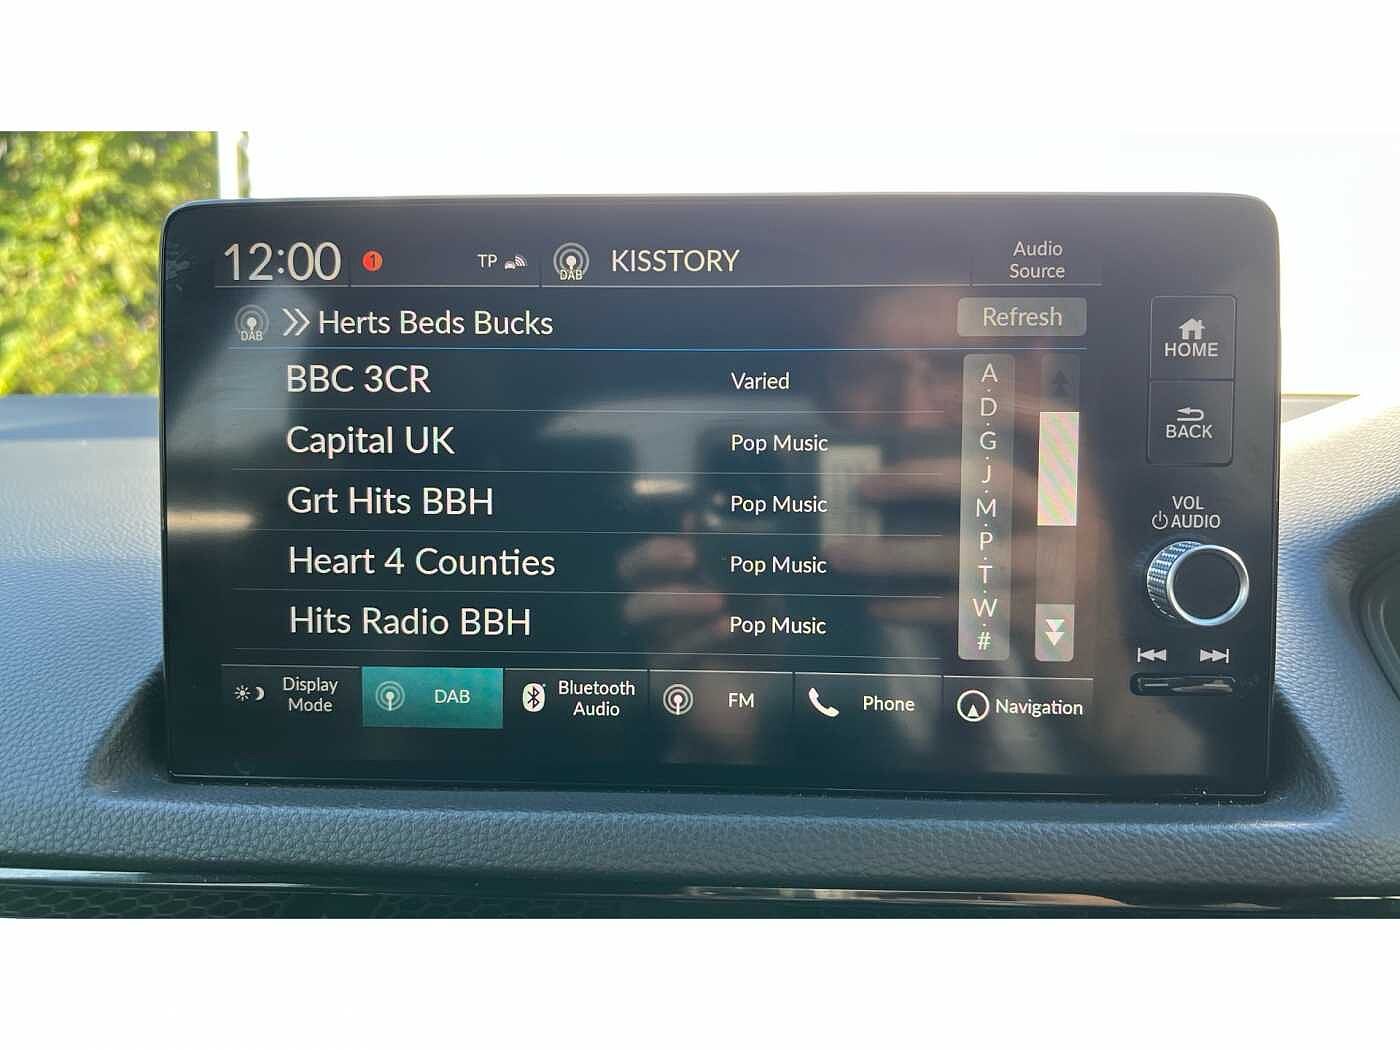 12:00
1
TP
DAB
KISSTORY
Audio
Source
DAB
Herts Beds Bucks
Refresh
BBC 3CR
Varied
Capital UK
Pop Music
Grt Hits BBH
Pop Music
Heart 4 Counties
Pop Music
Hits Radio BBH
Pop Music
A
D
G
J
M
P
T
W
#
HOME
BACK
VOL
AUDIO
Display
Mode
DAB
Bluetooth
Audio
FM
Phone
Navigation